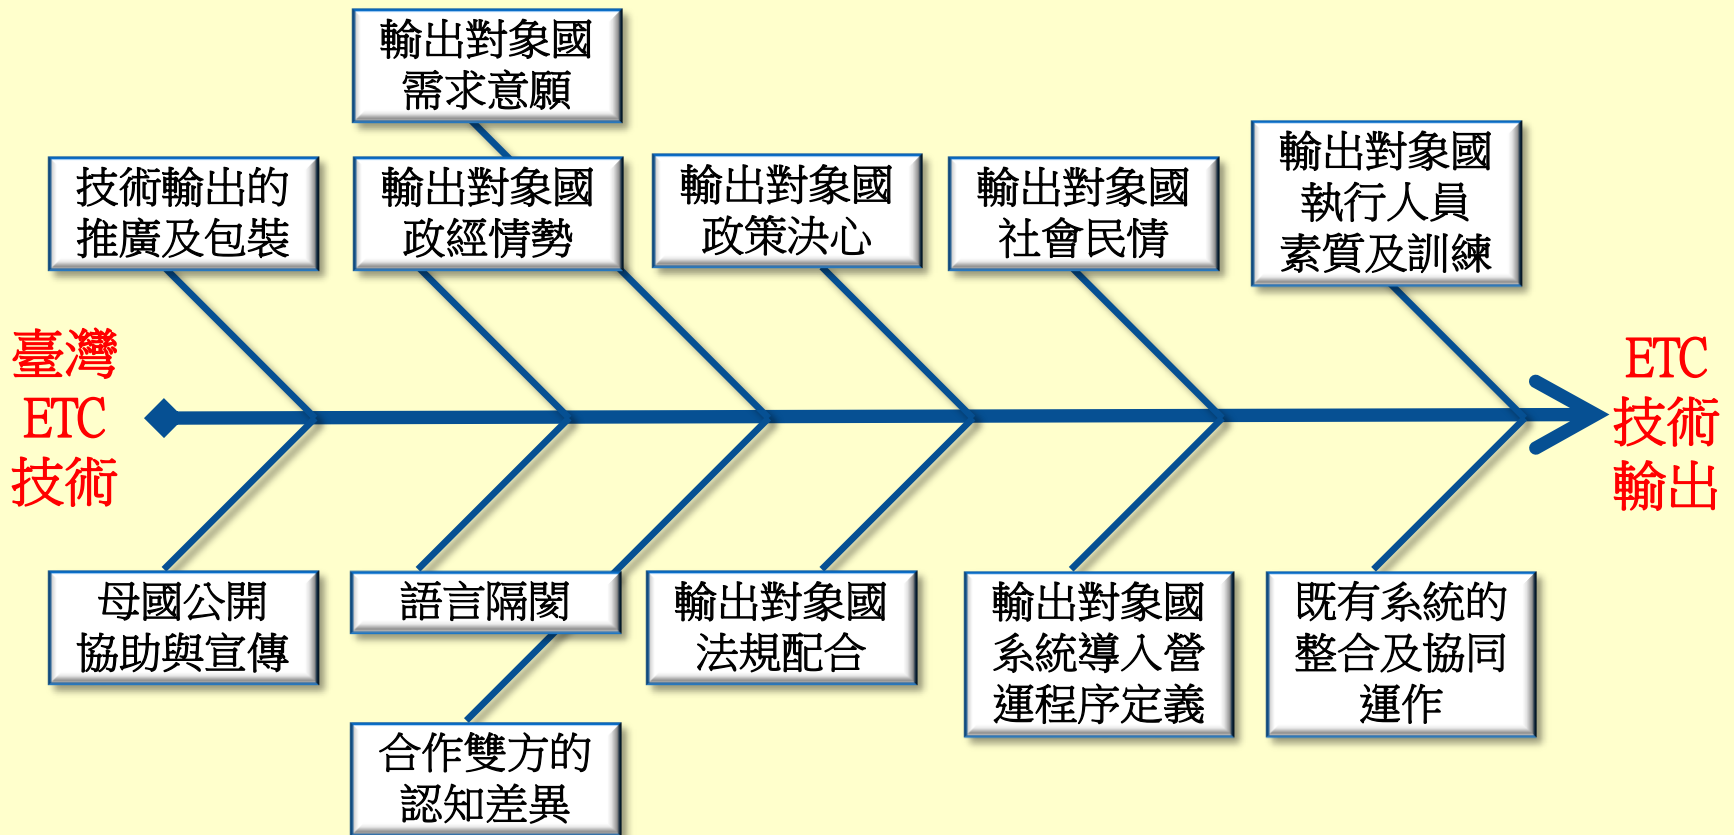 輸出對象國
需求意願
技術輸出的
推廣及包裝
輸出對象國
政經情勢
輸出對象國
政策決心
輸出對象國
社會民情
輸出對象國
執行人員
素質及訓練
臺灣
ETC
技術
ETC
技術
輸出
母國公開
協助與宣傳
語言隔閡
合作雙方的
認知差異
輸出對象國
法規配合
輸出對象國
系統導入營
運程序定義
既有系統的
整合及協同
運作